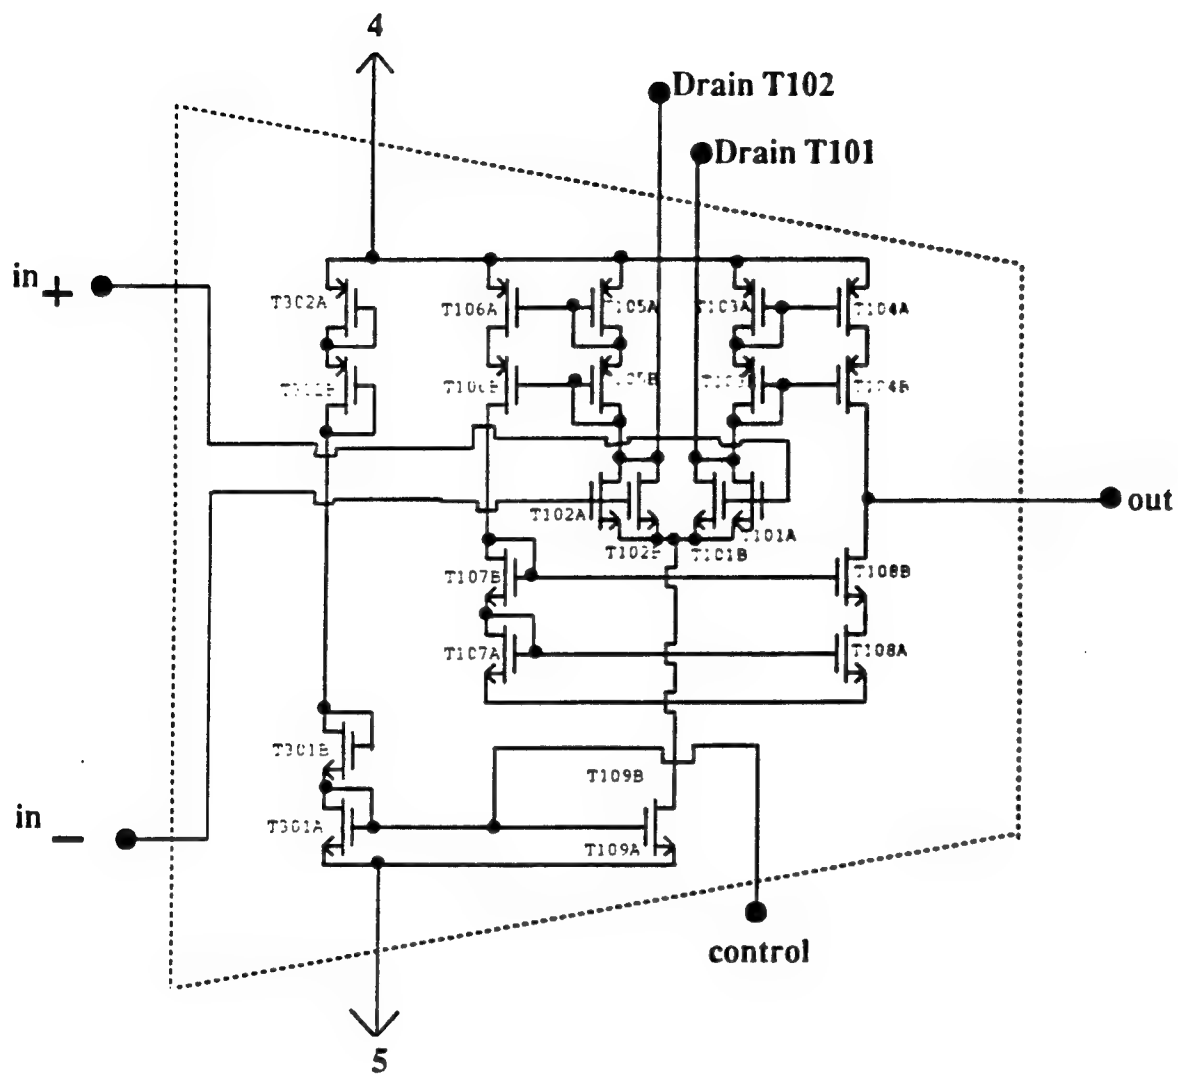 4
Drain T102
Drain T101
in
+
T302A
T106A
T105A
T103A
T104A
T106B
T104B
T102A
T101A
T102B
T101B
out
T107B
T108B
T107A
T108A
T301B
T109B
in
−
T301A
T109A
control
5